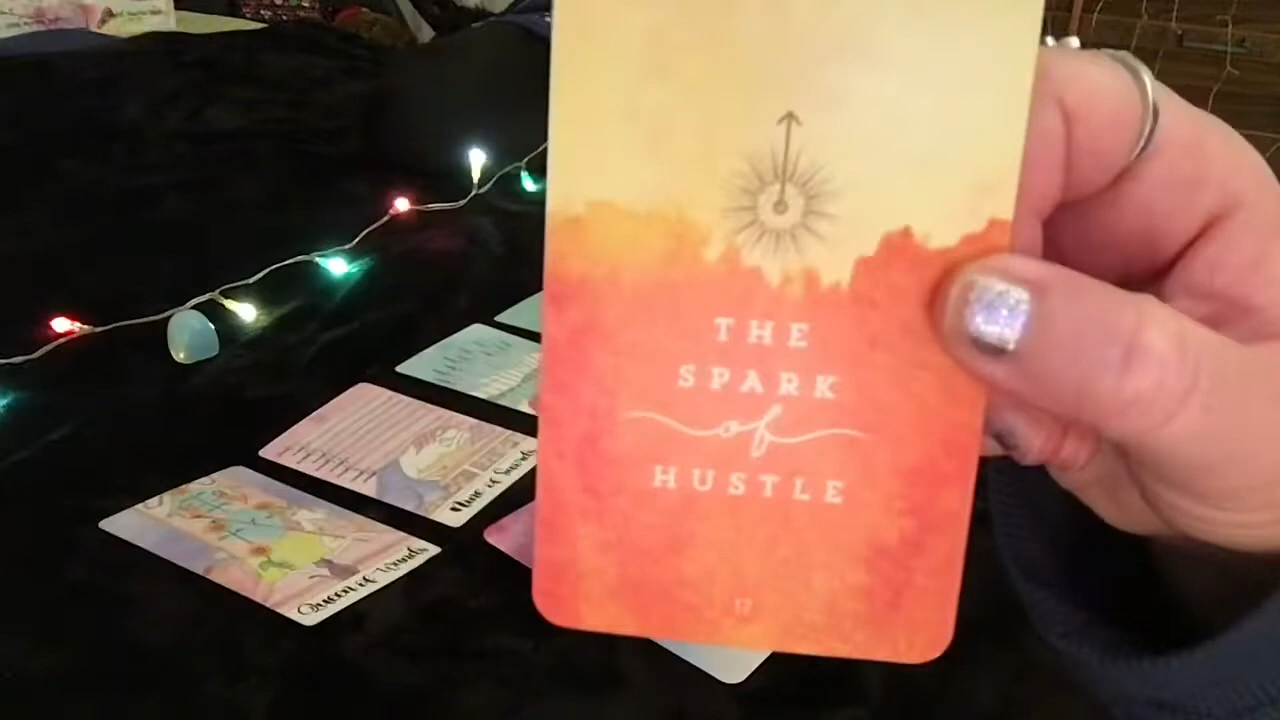 THE
SPARK
of
HUSTLE
17
Nine of Swords
Queen of Wands